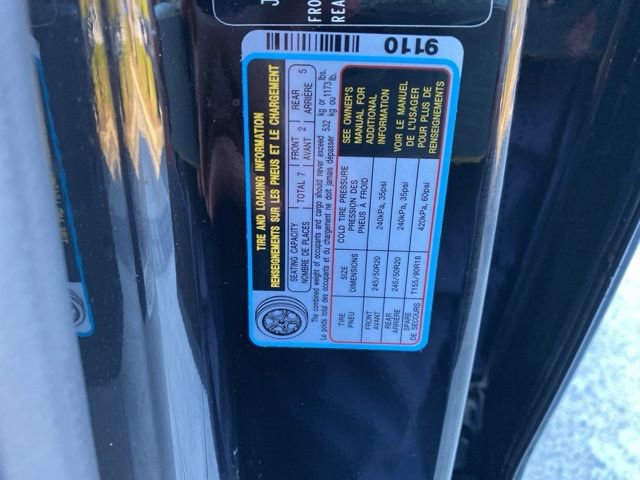 J
FRO
REA
9110
TIRE AND LOADING INFORMATION
RENSEIGNEMENTS SUR LES PNEUS ET LE CHARGEMENT
SEATING CAPACITY TOTAL 7 FRONT 2 REAR 5
NOMBRE DE PLACES AVANT ARRIÈRE
The combined weight of occupants and cargo should never exceed 532 kg or 1173 lbs.
Le poids total des occupants et du chargement ne doit jamais dépasser kg ou lb.
TIRE SIZE COLD TIRE PRESSURE
PNEU DIMENSIONS PRESSION DES
PNEUS À FROID
FRONT 245/50R20 240kPa, 35psi
AVANT
REAR 245/50R20 240kPa, 35psi
ARRIÈRE
SPARE T155/90R18 420kPa, 60psi
DE SECOURS
SEE OWNER'S
MANUAL FOR
ADDITIONAL
INFORMATION
VOIR LE MANUEL
DE L'USAGER
POUR PLUS DE
RENSEIGNEMENTS